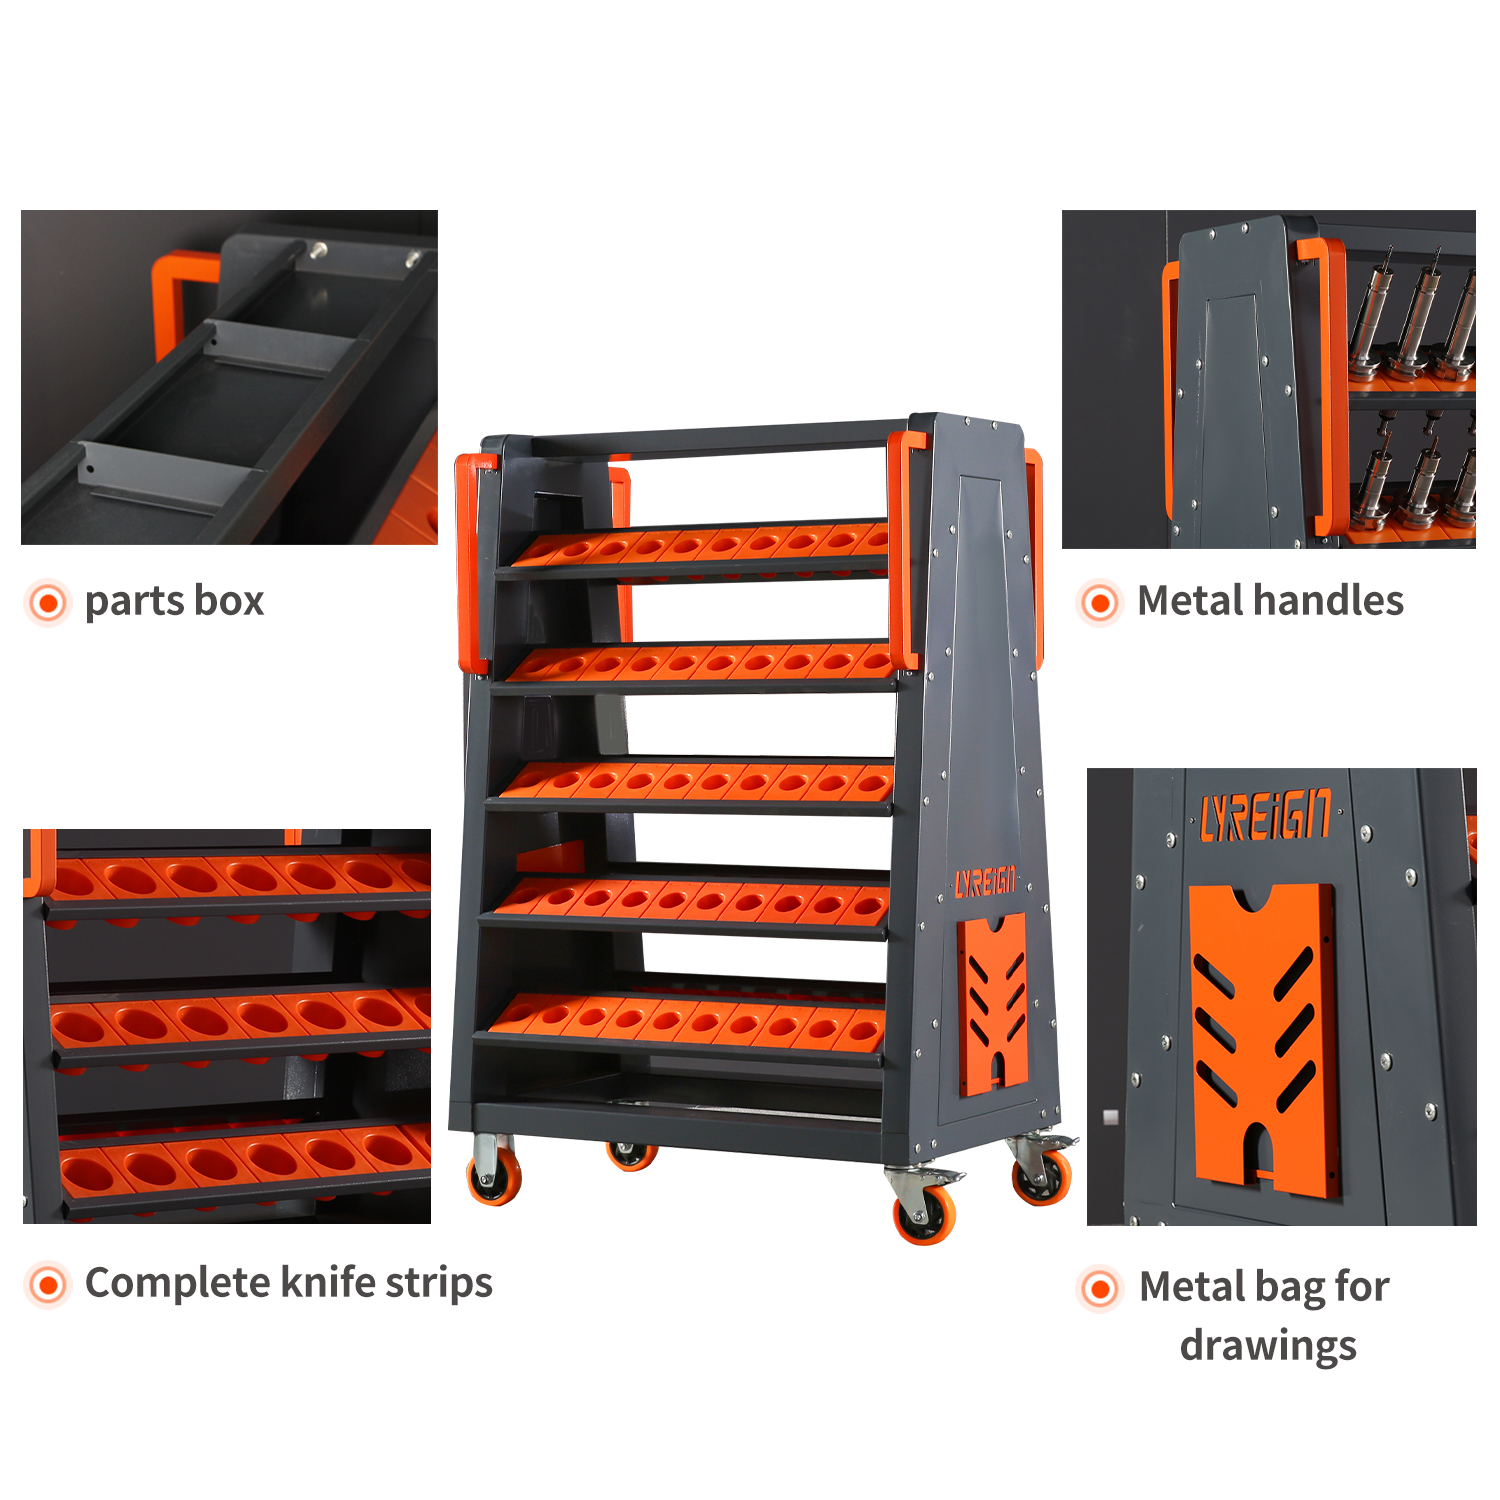 parts box
Metal handles
LYREIGN
LYREIGN
Complete knife strips
Metal bag for
drawings